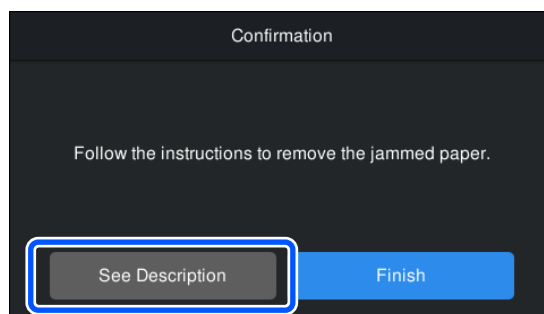 Confirmation
Follow the instructions to remove the jammed paper.
See Description
Finish